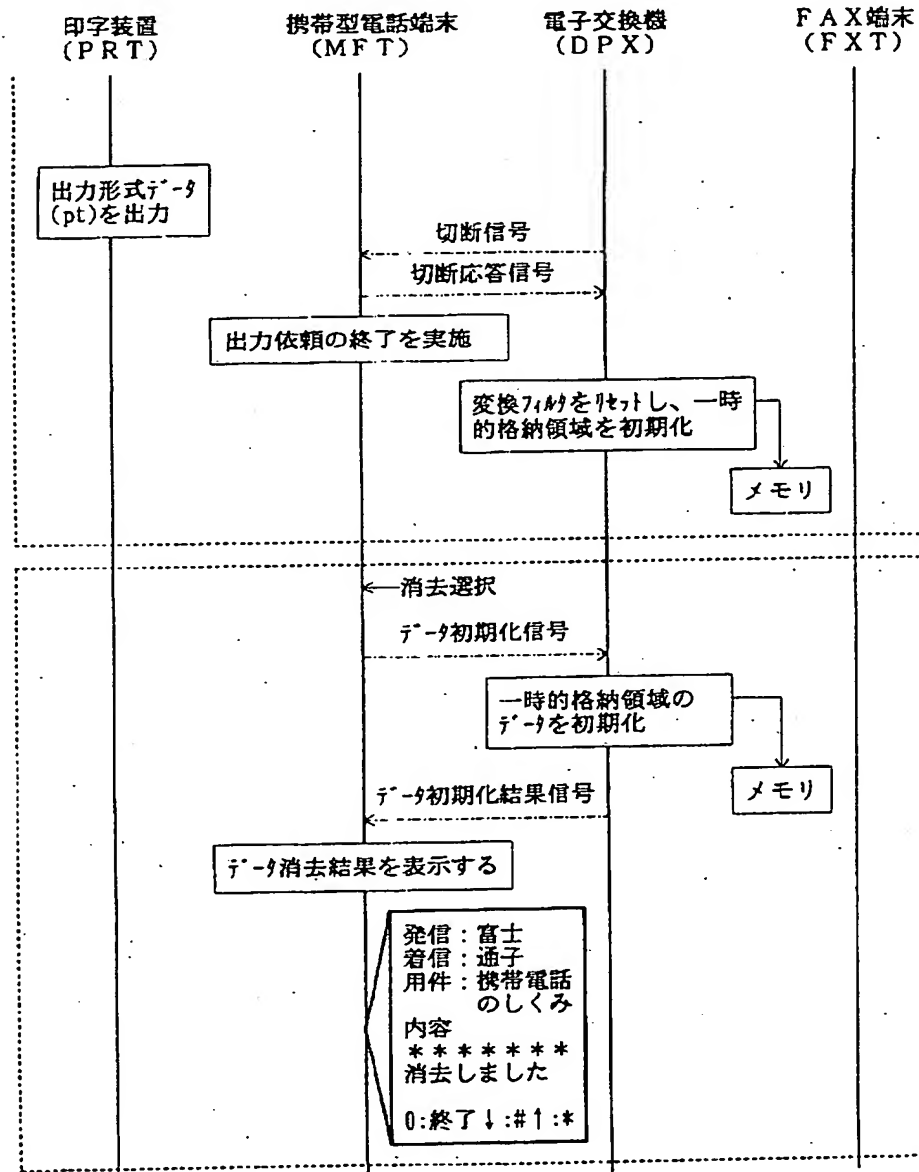 印字装置
(PRT)
携帯型電話端末
(MFT)
電子交換機
(DPX)
FAX端末
(FXT)
出力形式ﾃﾞｰﾀ
(pt)を出力
切断信号
切断応答信号
出力依頼の終了を実施
変換ﾌｨﾙﾀをﾘｾｯﾄし、一時
的格納領域を初期化
メモリ
消去選択
ﾃﾞｰﾀ初期化信号
一時的格納領域の
ﾃﾞｰﾀを初期化
メモリ
ﾃﾞｰﾀ初期化結果信号
ﾃﾞｰﾀ消去結果を表示する
発信：富士
着信：通子
用件：携帯電話
のしくみ
内容
＊＊＊＊＊＊＊
消去しました
0:終了↓:#↑:*